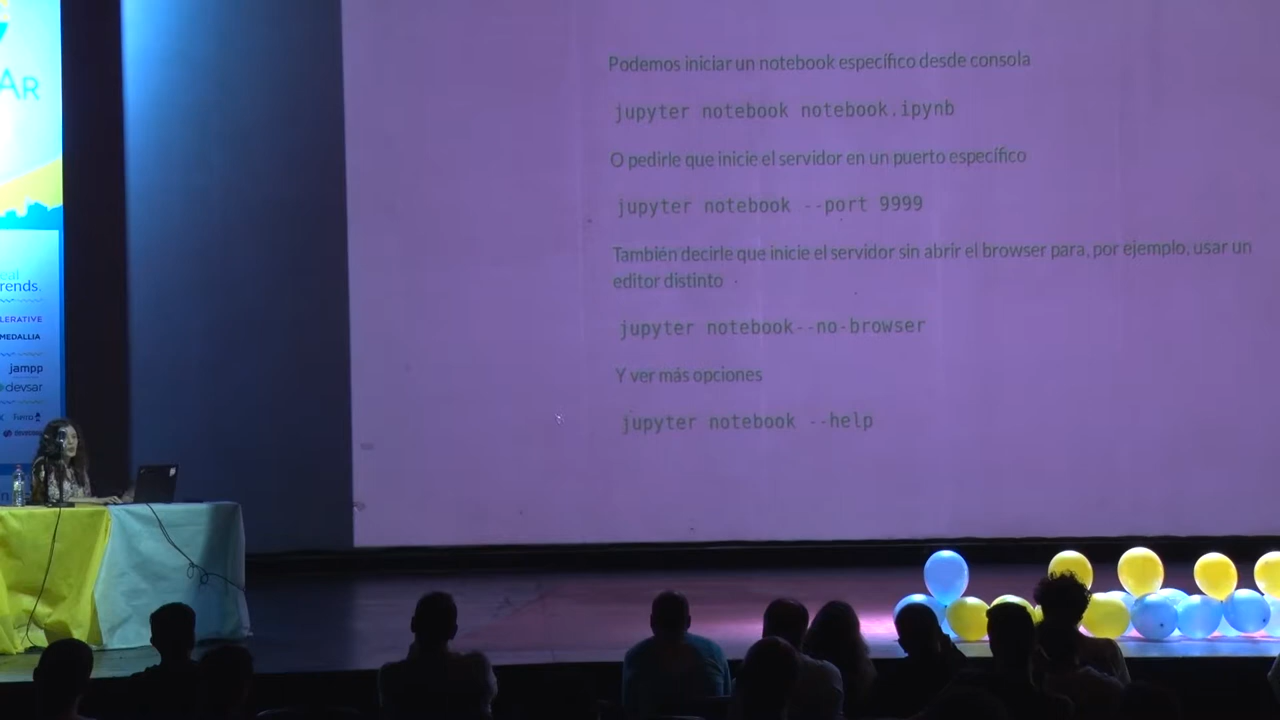 AR
eal
rends.
LERATIVE
MEDALLIA
jampp
devsar
Fierro
Podemos iniciar un notebook específico desde consola
jupyter notebook notebook.ipynb
O pedirle que inicie el servidor en un puerto específico
jupyter notebook --port 9999
También decirle que inicie el servidor sin abrir el browser para, por ejemplo, usar un
editor distinto
jupyter notebook--no-browser
Y ver más opciones
jupyter notebook --help